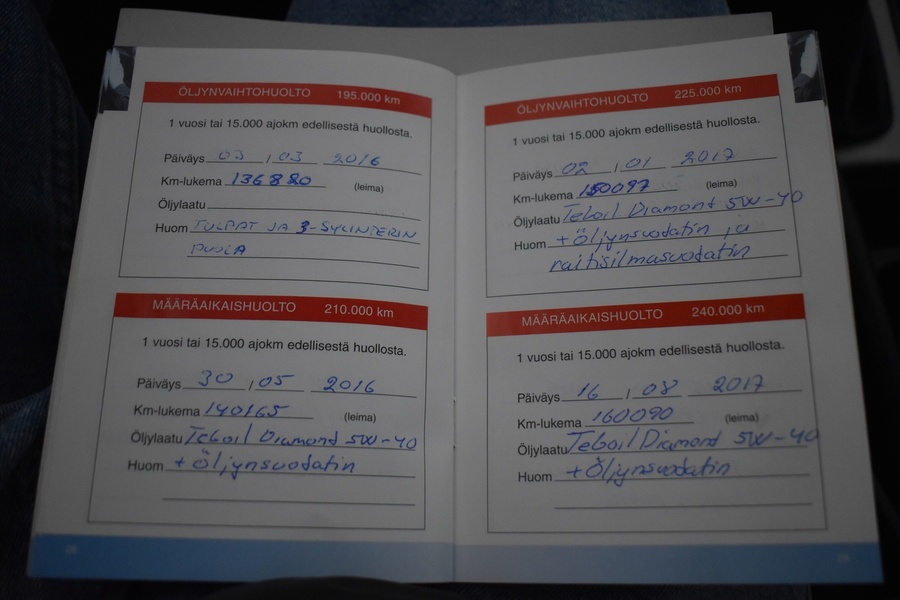 ÖLJYNVAIHTOHUOLTO 195.000 km
1 vuosi tai 15.000 ajokm edellisestä huollosta.
Päiväys 03 / 03 2016
Km-lukema 136880 (leima)
Öljylaatu
Huom TULPAT JA 3-SYLINTERIN
PUOLA
MÄÄRÄAIKAISHUOLTO 210.000 km
1 vuosi tai 15.000 ajokm edellisestä huollosta.
Päiväys 30 / 05 2016
Km-lukema 140165 (leima)
Öljylaatu Teboil Diamond 5W-40
Huom + Öljynsuodatin
ÖLJYNVAIHTOHUOLTO 225.000 km
1 vuosi tai 15.000 ajokm edellisestä huollosta.
Päiväys 02 / 01 2017
Km-lukema 150097 (leima)
Öljylaatu Teboil Diamond 5W-40
Huom + Öljynsuodatin ja
raitisilmasuodatin
MÄÄRÄAIKAISHUOLTO 240.000 km
1 vuosi tai 15.000 ajokm edellisestä huollosta.
Päiväys 16 / 08 2017
Km-lukema 160090 (leima)
Öljylaatu Teboil Diamond 5W-40
Huom + Öljynsuodatin